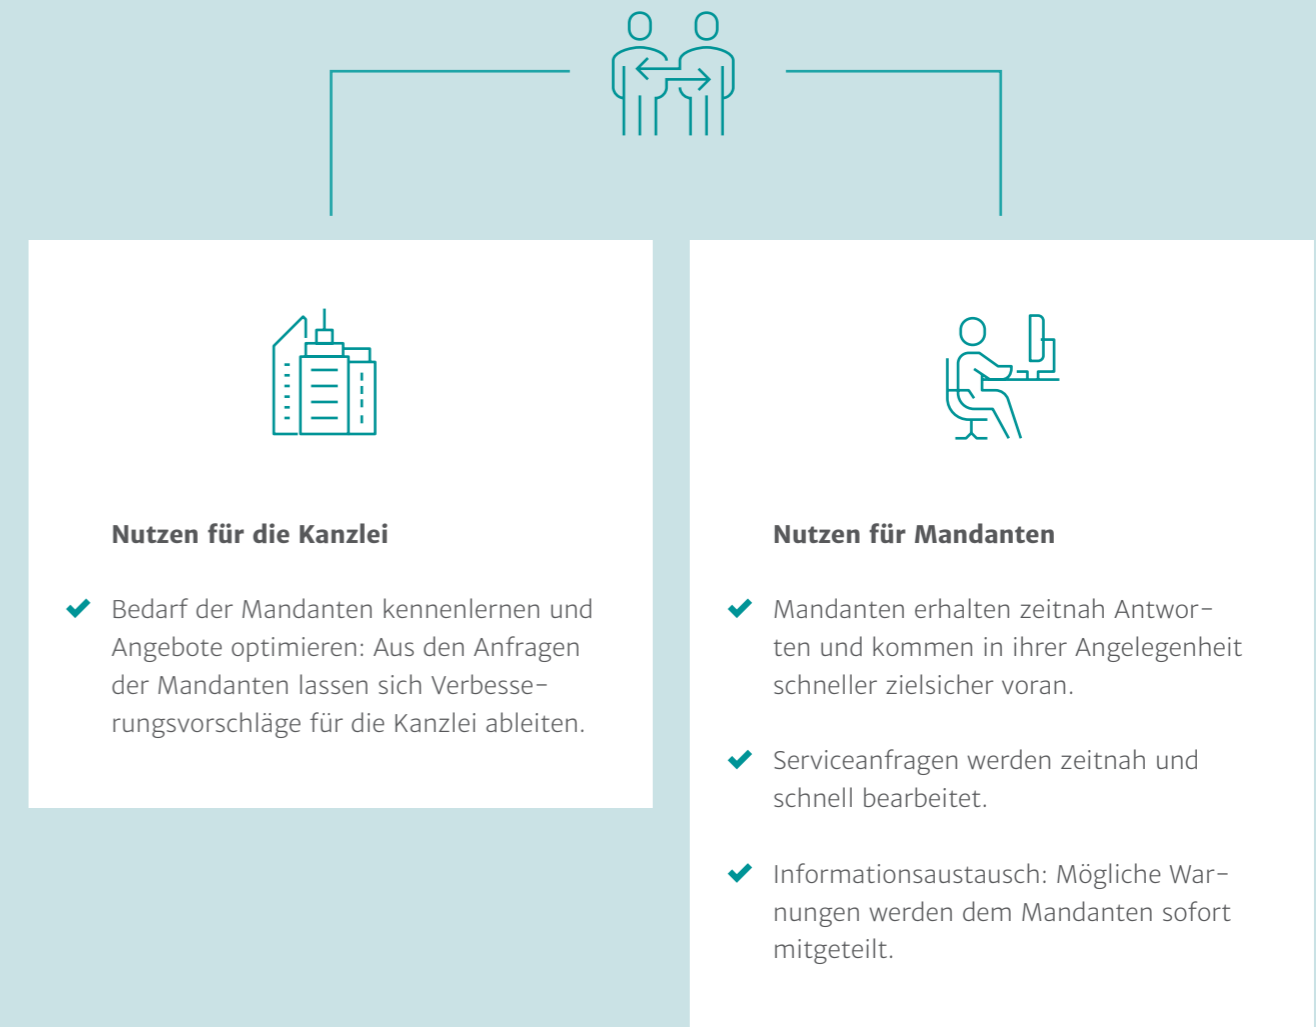 Nutzen für die Kanzlei
Bedarf der Mandanten kennenlernen und
Angebote optimieren: Aus den Anfragen
der Mandanten lassen sich Verbesse-
rungsvorschläge für die Kanzlei ableiten.
Nutzen für Mandanten
Mandanten erhalten zeitnah Antwor-
ten und kommen in ihrer Angelegenheit
schneller zielsicher voran.
Serviceanfragen werden zeitnah und
schnell bearbeitet.
Informationsaustausch: Mögliche War-
nungen werden dem Mandanten sofort
mitgeteilt.